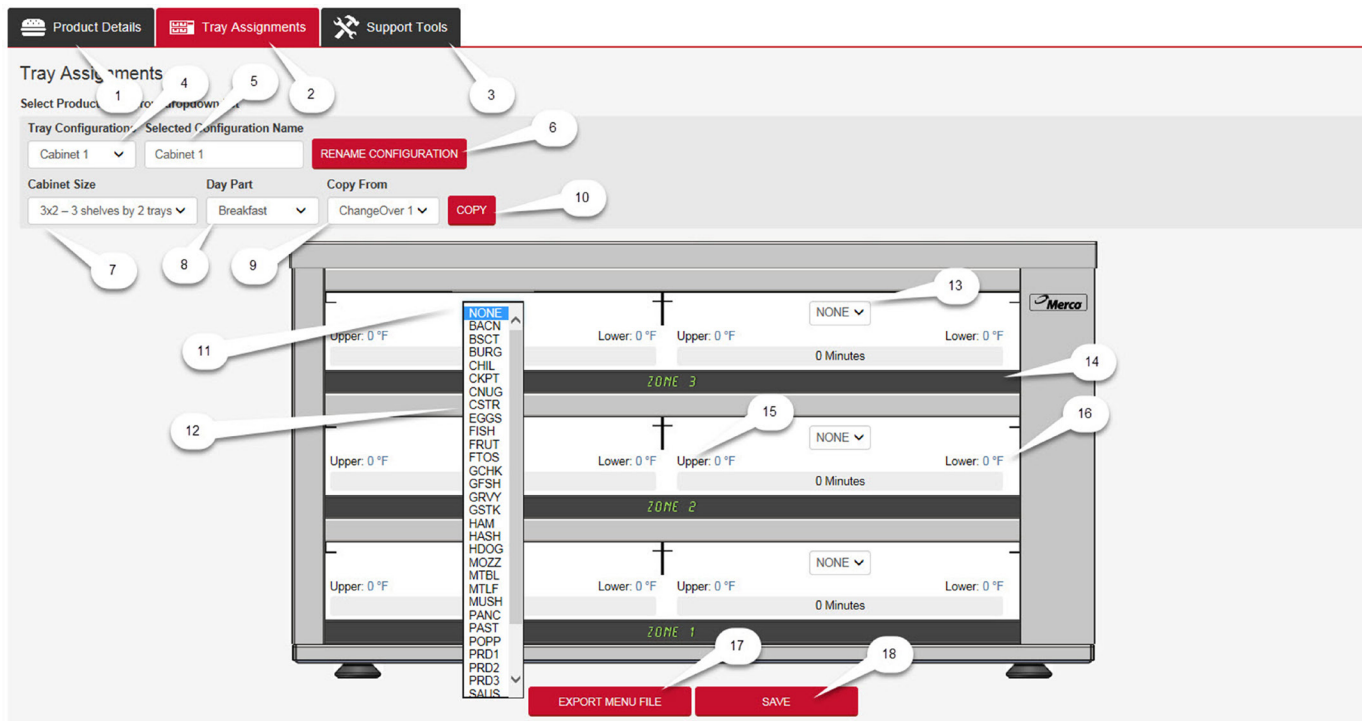 Product Details
Tray Assignments
Support Tools
Tray Assignments
4
5
1
2
3
Select Product
Tray Configurations Selected Configuration Name
6
Cabinet 1
Cabinet 1
RENAME CONFIGURATION
Cabinet Size Day Part Copy From
10
3x2 – 3 shelves by 2 trays
Breakfast
ChangeOver 1
COPY
7
8
9
13
Merco
NONE
NONE
BACN
BSCT
BURG
CHIL
CKPT
CNUG
CSTR
EGGS
FISH
FRUT
FTOS
GCHK
GFSH
GRVY
GSTK
HAM
HASH
HDOG
MOZZ
MTBL
MTLF
MUSH
PANC
PAST
POPP
PRD1
PRD2
PRD3
SAUS
Upper: 0 °F Lower: 0 °F Upper: 0 °F Lower: 0 °F
11
0 Minutes
14
ZONE 3
12
15
16
NONE
Upper: 0 °F Lower: 0 °F Upper: 0 °F Lower: 0 °F
0 Minutes
ZONE 2
NONE
Upper: 0 °F Lower: 0 °F Upper: 0 °F Lower: 0 °F
0 Minutes
ZONE 1
17
18
EXPORT MENU FILE
SAVE